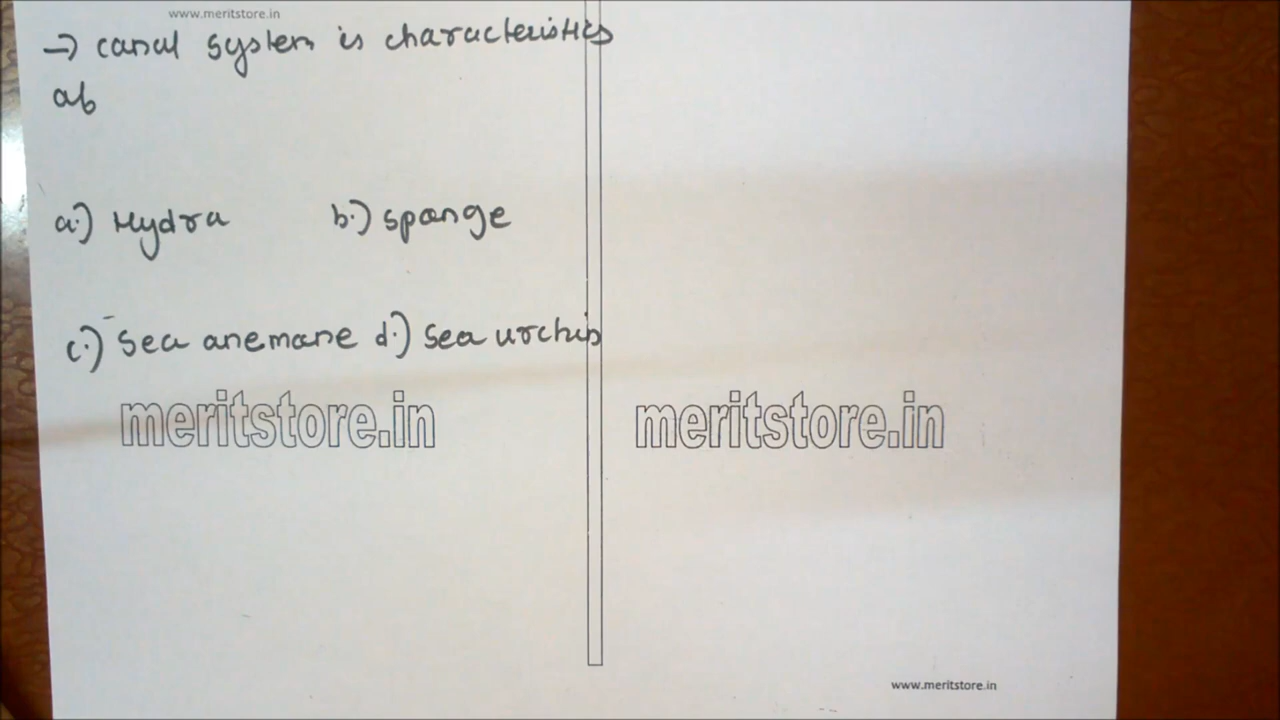 www.meritstore.in
→ canal system is characteristics
ob
a.) Hydra b.) sponge
c.) sea anemone d.) sea urchin
meritstore.in meritstore.in
www.meritstore.in